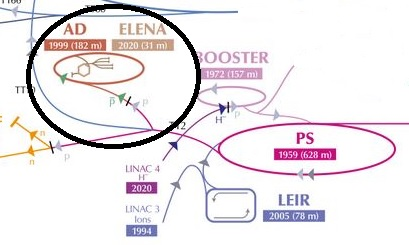 AD
1999 (182 m)
ELENA
2020 (31 m)
BOOSTER
1972 (157 m)
p
p
H⁻
p
TT2
n
n
p
PS
1959 (628 m)
LINAC 4
H⁻
2020
LINAC 3
Ions
1994
LEIR
2005 (78 m)